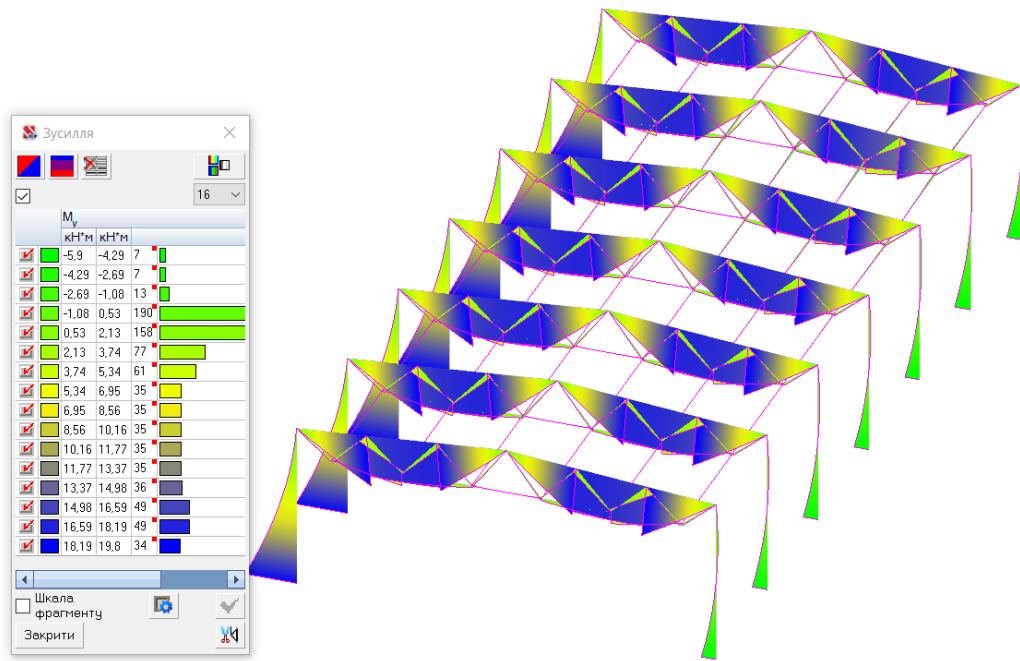 Зусилля
16
My
кН*м кН*м
-5,9 -4,29 7
-4,29 -2,69 7
-2,69 -1,08 13
-1,08 0,53 190
0,53 2,13 158
2,13 3,74 77
3,74 5,34 61
5,34 6,95 35
6,95 8,56 35
8,56 10,16 35
10,16 11,77 35
11,77 13,37 35
13,37 14,98 36
14,98 16,59 49
16,59 18,19 49
18,19 19,8 34
Шкала
фрагменту
Закрити